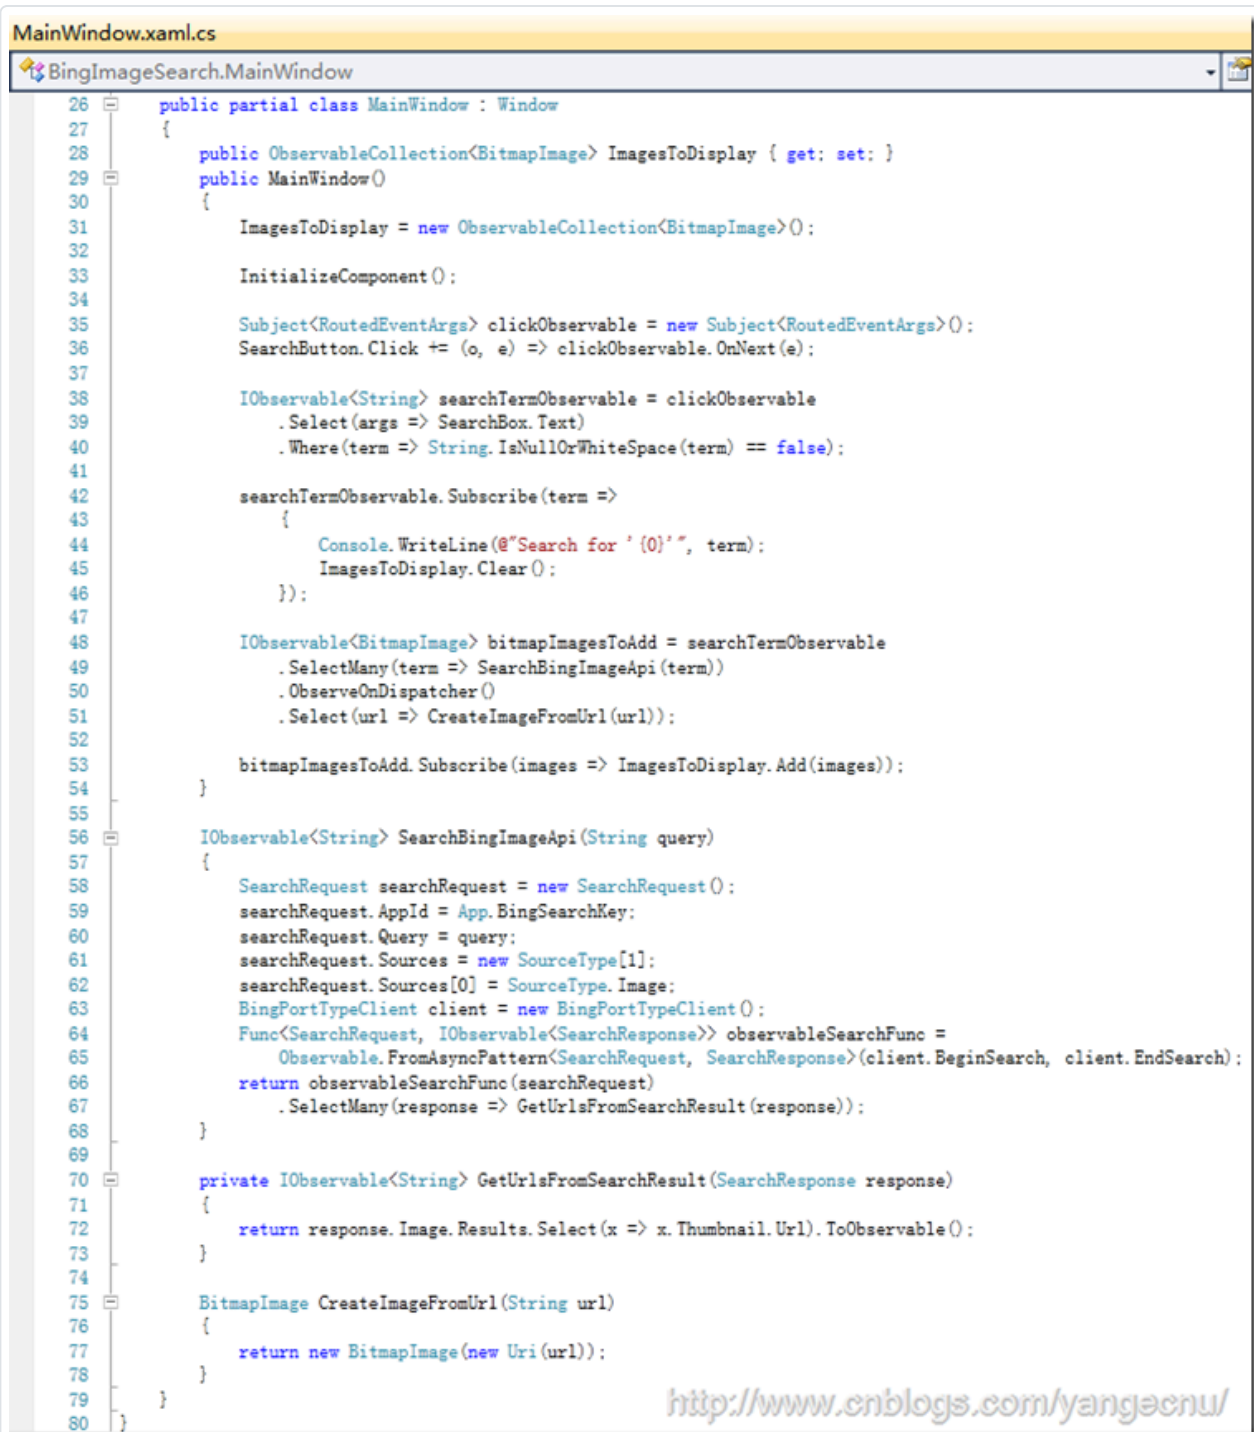 MainWindow.xaml.cs
BingImageSearch.MainWindow
26 public partial class MainWindow : Window
27 {
28 public ObservableCollection<BitmapImage> ImagesToDisplay { get; set; }
29 public MainWindow()
30 {
31 ImagesToDisplay = new ObservableCollection<BitmapImage>();
32
33 InitializeComponent();
34
35 Subject<RoutedEventArgs> clickObservable = new Subject<RoutedEventArgs>();
36 SearchButton.Click += (o, e) => clickObservable.OnNext(e);
37
38 IObservable<String> searchTermObservable = clickObservable
39 .Select(args => SearchBox.Text)
40 .Where(term => String.IsNullOrWhiteSpace(term) == false);
41
42 searchTermObservable.Subscribe(term =>
43 {
44 Console.WriteLine(@"Search for '{0}'", term);
45 ImagesToDisplay.Clear();
46 });
47
48 IObservable<BitmapImage> bitmapImagesToAdd = searchTermObservable
49 .SelectMany(term => SearchBingImageApi(term))
50 .ObserveOnDispatcher()
51 .Select(url => CreateImageFromUrl(url));
52
53 bitmapImagesToAdd.Subscribe(images => ImagesToDisplay.Add(images));
54 }
55
56 IObservable<String> SearchBingImageApi(String query)
57 {
58 SearchRequest searchRequest = new SearchRequest();
59 searchRequest.AppId = App.BingSearchKey;
60 searchRequest.Query = query;
61 searchRequest.Sources = new SourceType[1];
62 searchRequest.Sources[0] = SourceType.Image;
63 BingPortTypeClient client = new BingPortTypeClient();
64 Func<SearchRequest, IObservable<SearchResponse>> observableSearchFunc =
65 Observable.FromAsyncPattern<SearchRequest, SearchResponse>(client.BeginSearch, client.EndSearch);
66 return observableSearchFunc(searchRequest)
67 .SelectMany(response => GetUrlsFromSearchResult(response));
68 }
69
70 private IObservable<String> GetUrlsFromSearchResult(SearchResponse response)
71 {
72 return response.Image.Results.Select(x => x.Thumbnail.Url).ToObservable();
73 }
74
75 BitmapImage CreateImageFromUrl(String url)
76 {
77 return new BitmapImage(new Uri(url));
78 }
79 }
80 }
http://www.cnblogs.com/yangecnu/